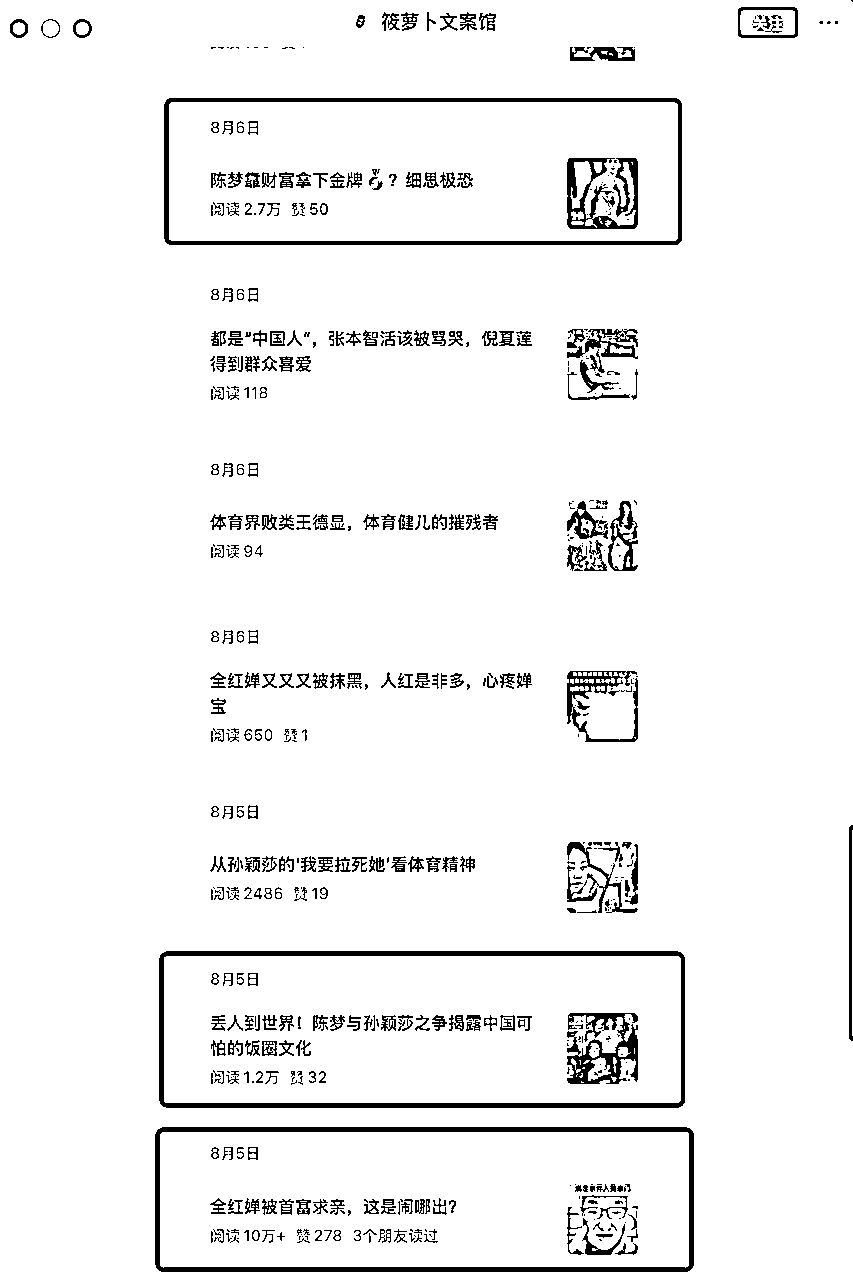 筱萝卜文案馆
关注
8月6日
陈梦靠财富拿下金牌🥇？细思极恐
阅读 2.7万 赞 50
8月6日
都是“中国人”，张本智活该被骂哭，倪夏莲
得到群众喜爱
阅读 118
8月6日
体育界败类王德显，体育健儿的摧残者
阅读 94
8月6日
全红婵又又又被抹黑，人红是非多，心疼婵
宝
阅读 650 赞 1
8月5日
从孙颖莎的'我要拉死她'看体育精神
阅读 2486 赞 19
8月5日
丢人到世界！陈梦与孙颖莎之争揭露中国可
怕的饭圈文化
阅读 1.2万 赞 32
8月5日
全红婵被首富求亲，这是闹哪出？
阅读 10万+ 赞 278 3个朋友读过